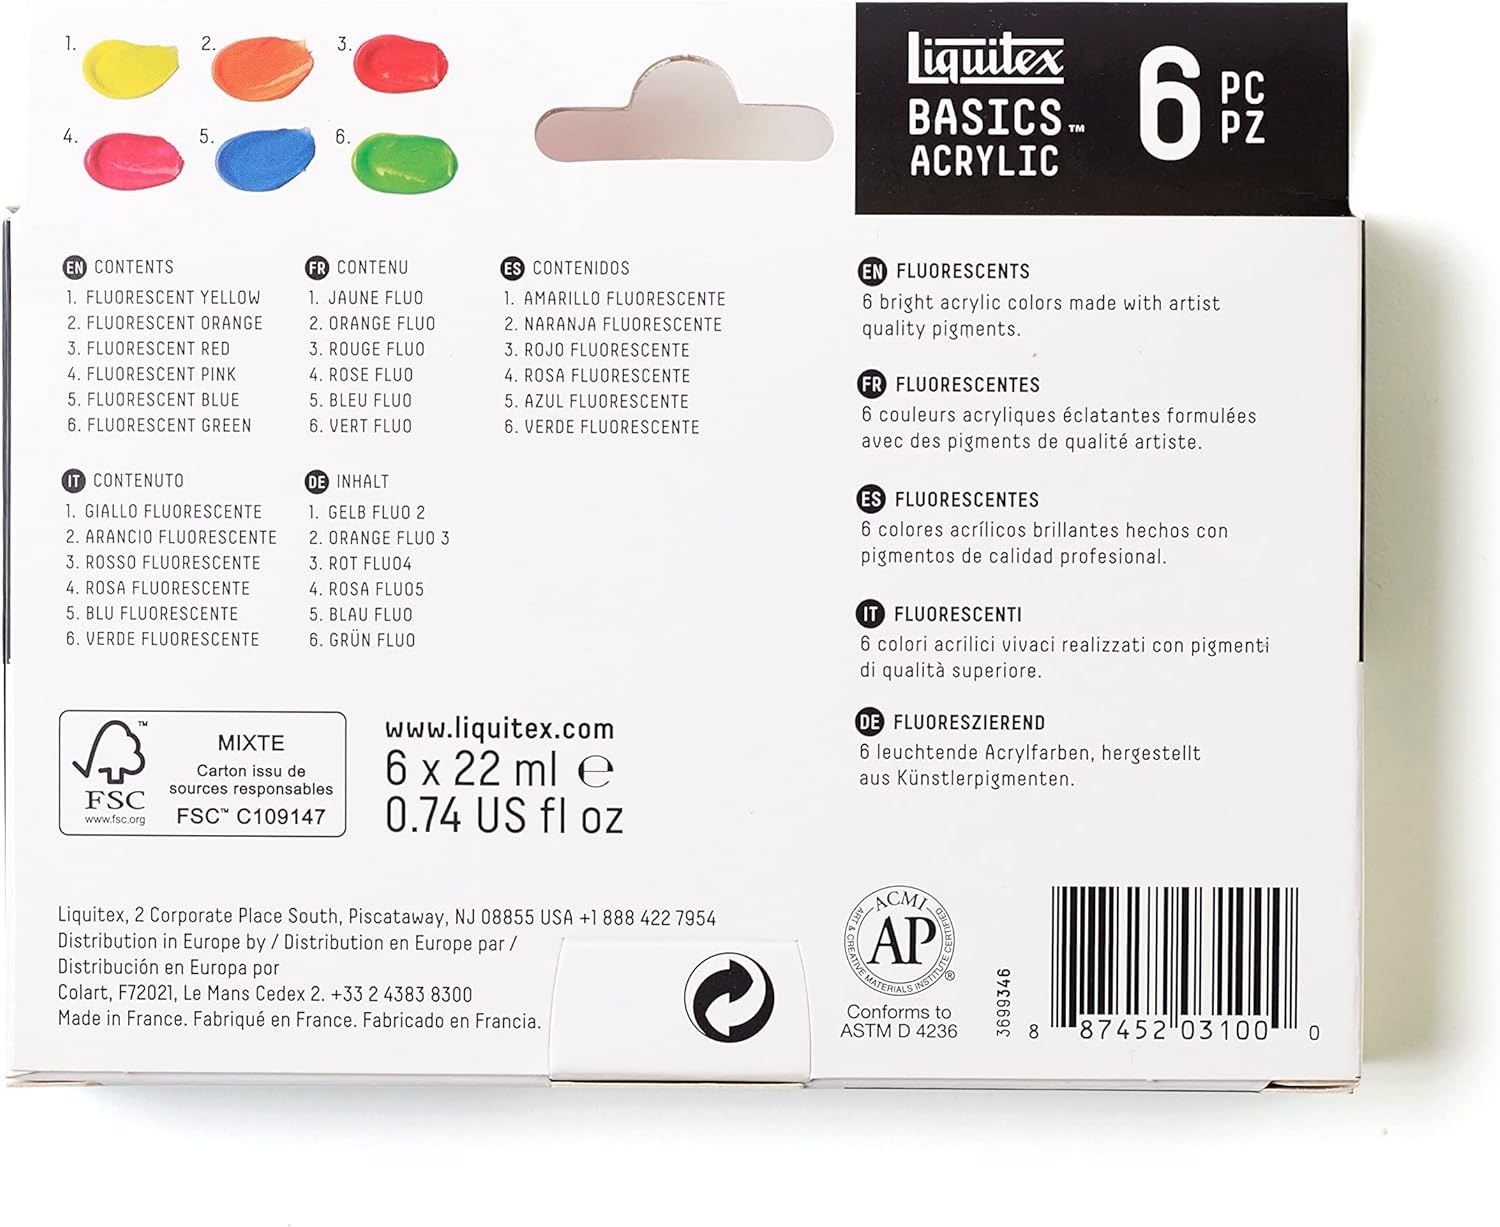 1.
2.
3.
4.
5.
6.
Liquitex
BASICS™
ACRYLIC
6 PC
PZ
EN CONTENTS
1. FLUORESCENT YELLOW
2. FLUORESCENT ORANGE
3. FLUORESCENT RED
4. FLUORESCENT PINK
5. FLUORESCENT BLUE
6. FLUORESCENT GREEN
FR CONTENU
1. JAUNE FLUO
2. ORANGE FLUO
3. ROUGE FLUO
4. ROSE FLUO
5. BLEU FLUO
6. VERT FLUO
ES CONTENIDOS
1. AMARILLO FLUORESCENTE
2. NARANJA FLUORESCENTE
3. ROJO FLUORESCENTE
4. ROSA FLUORESCENTE
5. AZUL FLUORESCENTE
6. VERDE FLUORESCENTE
IT CONTENUTO
1. GIALLO FLUORESCENTE
2. ARANCIO FLUORESCENTE
3. ROSSO FLUORESCENTE
4. ROSA FLUORESCENTE
5. BLU FLUORESCENTE
6. VERDE FLUORESCENTE
DE INHALT
1. GELB FLUO 2
2. ORANGE FLUO 3
3. ROT FLUO4
4. ROSA FLUO5
5. BLAU FLUO
6. GRÜN FLUO
EN FLUORESCENTS
6 bright acrylic colors made with artist
quality pigments.
FR FLUORESCENTES
6 couleurs acryliques éclatantes formulées
avec des pigments de qualité artiste.
ES FLUORESCENTES
6 colores acrílicos brillantes hechos con
pigmentos de calidad profesional.
IT FLUORESCENTI
6 colori acrilici vivaci realizzati con pigmenti
di qualità superiore.
DE FLUORESZIEREND
6 leuchtende Acrylfarben, hergestellt
aus Künstlerpigmenten.
™
FSC
www.fsc.org
MIXTE
Carton issu de
sources responsables
FSC™ C109147
www.liquitex.com
6 x 22 ml ℮
0.74 US fl oz
Liquitex, 2 Corporate Place South, Piscataway, NJ 08855 USA +1 888 422 7954
Distribution in Europe by / Distribution en Europe par /
Distribución en Europa por
Colart, F72021, Le Mans Cedex 2. +33 2 4383 8300
Made in France. Fabriqué en France. Fabricado en Francia.
ACMI
AP
ART & CREATIVE MATERIALS INSTITUTE CERTIFIED
®
Conforms to
ASTM D 4236
3699346
8 87452 03100 0